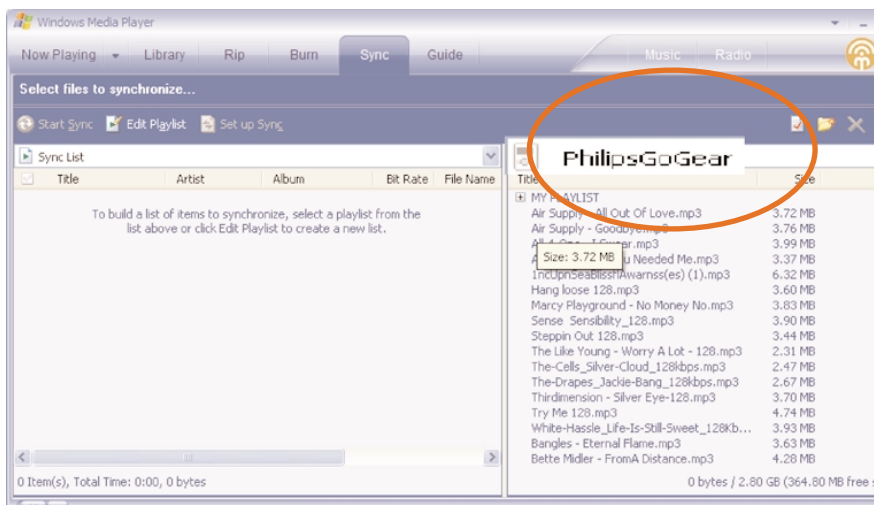 Windows Media Player
Now Playing Library Rip Burn Sync Guide Music Radio
Select files to synchronize...
Start Sync Edit Playlist Set up Sync
Sync List
PhilipsGoGear
Title Artist Album Bit Rate File Name
To build a list of items to synchronize, select a playlist from the
list above or click Edit Playlist to create a new list.
0 Item(s), Total Time: 0:00, 0 bytes
Title Size
MY PLAYLIST
Air Supply - All Out Of Love.mp3 3.72 MB
Air Supply - Goodbye.mp3 3.76 MB
All-4-One - I Swear.mp3 3.99 MB
Size: 3.72 MB
Needed Me.mp3 3.37 MB
(1).mp3 6.32 MB
Hang loose 128.mp3 3.60 MB
Marcy Playground - No Money No.mp3 3.83 MB
Sense Sensibility_128.mp3 3.90 MB
Steppin Out 128.mp3 3.44 MB
The Like Young - Worry A Lot - 128.mp3 2.31 MB
The-Cells_Silver-Cloud_128kbps.mp3 2.47 MB
The-Drapes_Jackie-Bang_128kbps.mp3 2.67 MB
Thirdimension - Silver Eye-128.mp3 3.70 MB
Try Me 128.mp3 4.74 MB
White-Hassle_Life-Is-Still-Sweet_128Kb... 3.93 MB
Bangles - Eternal Flame.mp3 3.63 MB
Bette Midler - FromA Distance.mp3 4.28 MB
0 bytes / 2.80 GB (364.80 MB free